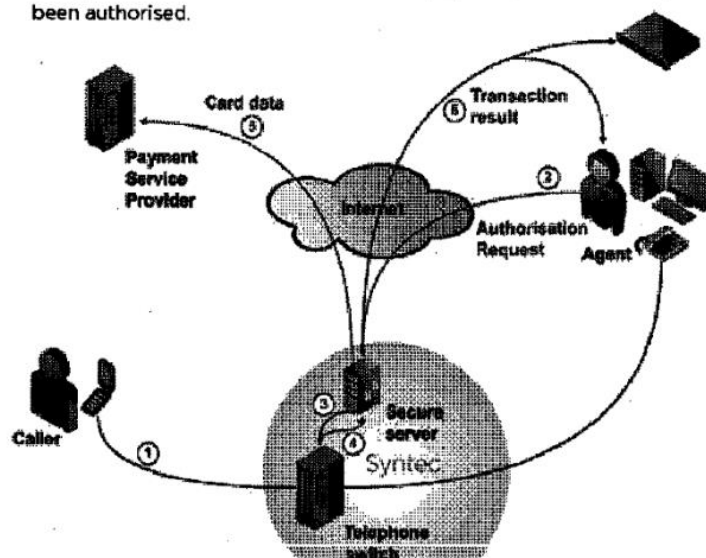 been authorised.
Card data
5
6
Transaction
result
Payment
Service
Provider
2
Internet
Authorisation
Request
Agent
3
Secure
server
4
Syntec
Caller
1
Telephone
switch